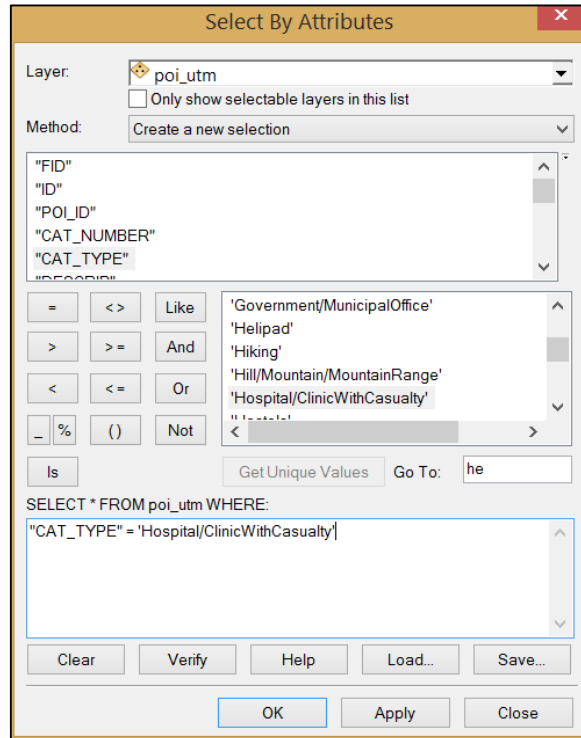 Select By Attributes
Layer: poi_utm
Only show selectable layers in this list
Method: Create a new selection
"FID"
"ID"
"POI_ID"
"CAT_NUMBER"
"CAT_TYPE"
= <> Like
> >= And
< <= Or
_ % () Not
Is
'Government/MunicipalOffice'
'Helipad'
'Hiking'
'Hill/Mountain/MountainRange'
'Hospital/ClinicWithCasualty'
Get Unique Values Go To: he
SELECT * FROM poi_utm WHERE:
"CAT_TYPE" = 'Hospital/ClinicWithCasualty'
Clear Verify Help Load... Save...
OK Apply Close